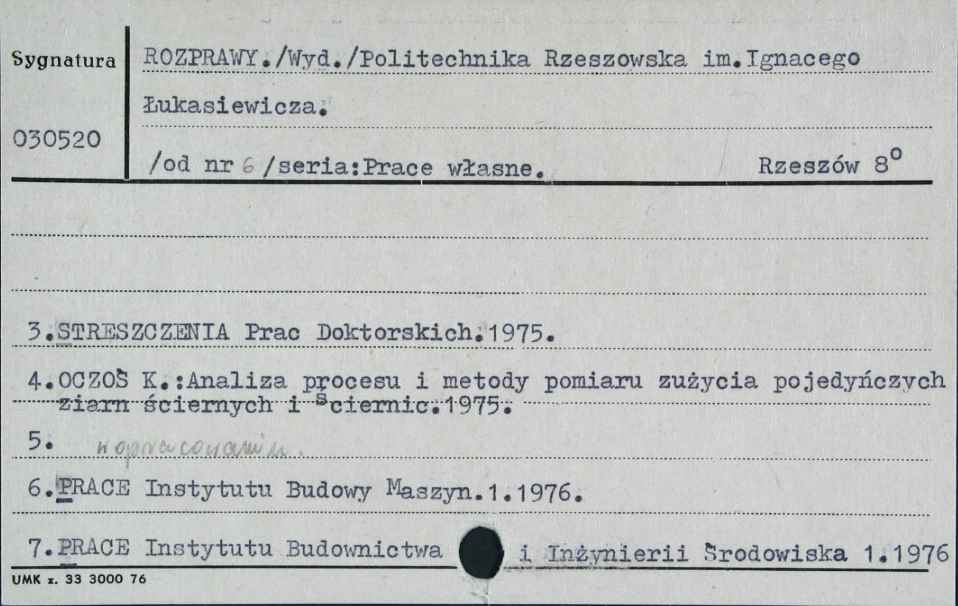 Sygnatura
ROZPRAWY./Wyd./Politechnika Rzeszowska im.Ignacego
Łukasiewicza.
030520
/od nr 6/seria:Prace własne. Rzeszów 8°
3.STRESZCZENIA Prac Doktorskich.1975.
4.OCZOŚ K.:Analiza procesu i metody pomiaru zużycia pojedyńczych
ziarn ściernych i Ściernic.1975.
5. w opracowaniu.
6.PRACE Instytutu Budowy Maszyn.1.1976.
7.PRACE Instytutu Budownictwa i Inżynierii Środowiska 1.1976
UMK z. 33 3000 76